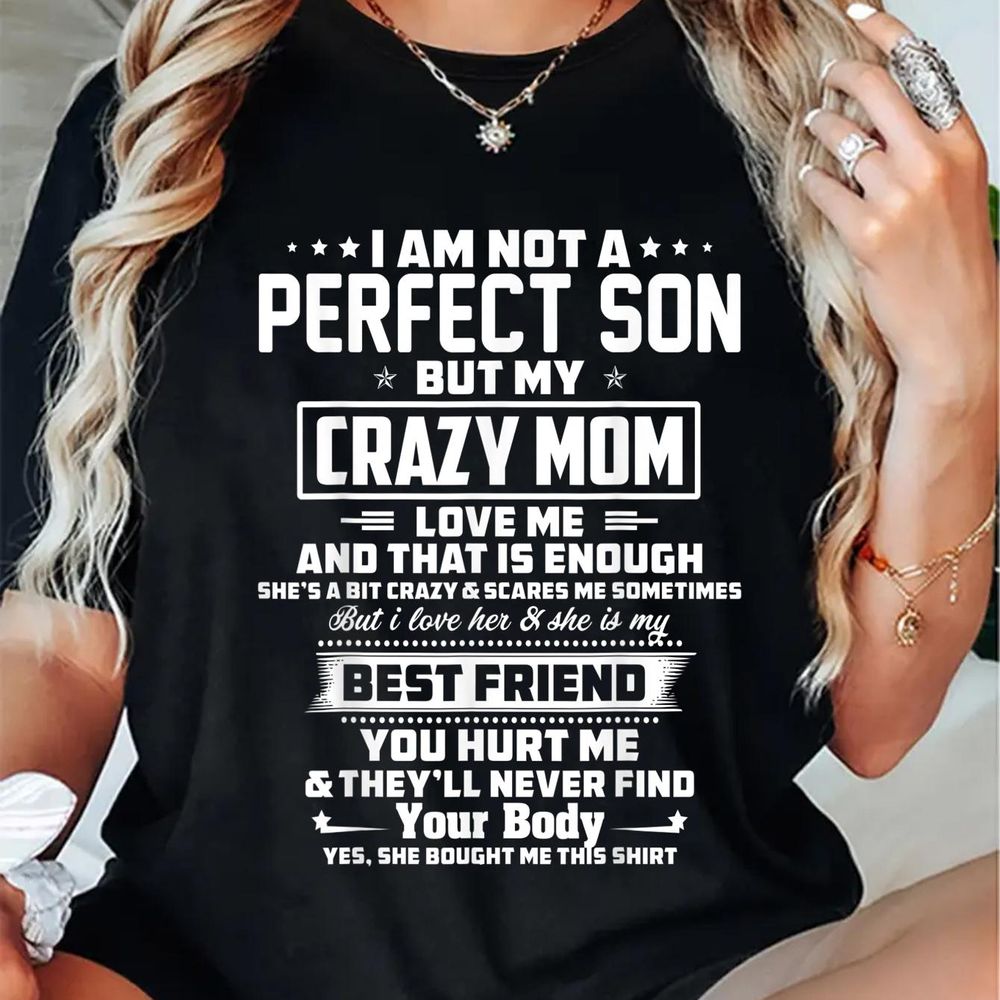 I AM NOT A
PERFECT SON
BUT MY
CRAZY MOM
LOVE ME
AND THAT IS ENOUGH
SHE'S A BIT CRAZY & SCARES ME SOMETIMES
But i love her & she is my
BEST FRIEND
YOU HURT ME
& THEY'LL NEVER FIND
Your Body
YES, SHE BOUGHT ME THIS SHIRT